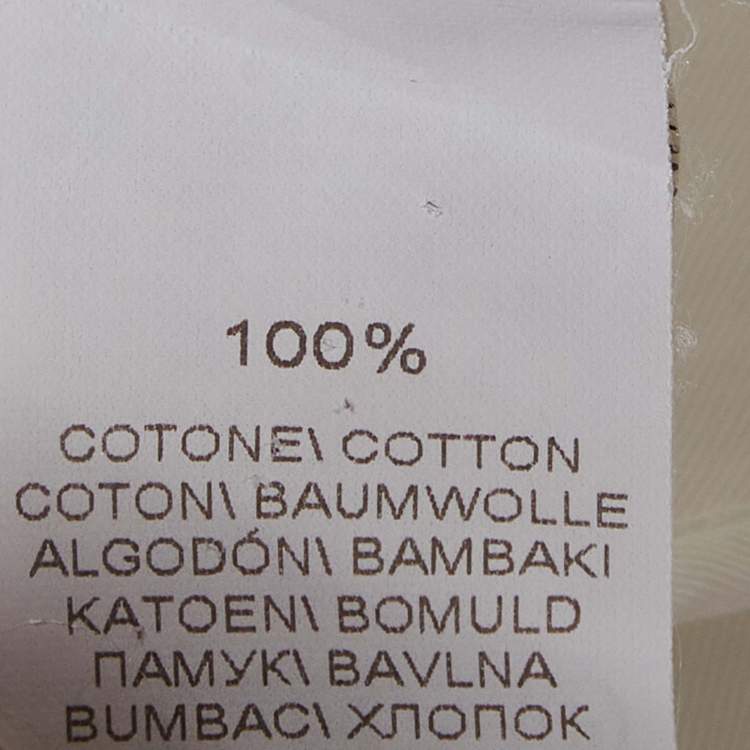 100%
COTONE\ COTTON
COTON\ BAUMWOLLE
ALGODÓN\ BAMBAKI
KATOEN\ BOMULD
ПАМУК\ BAVLNA
BUMBAC\ ХЛОПОК